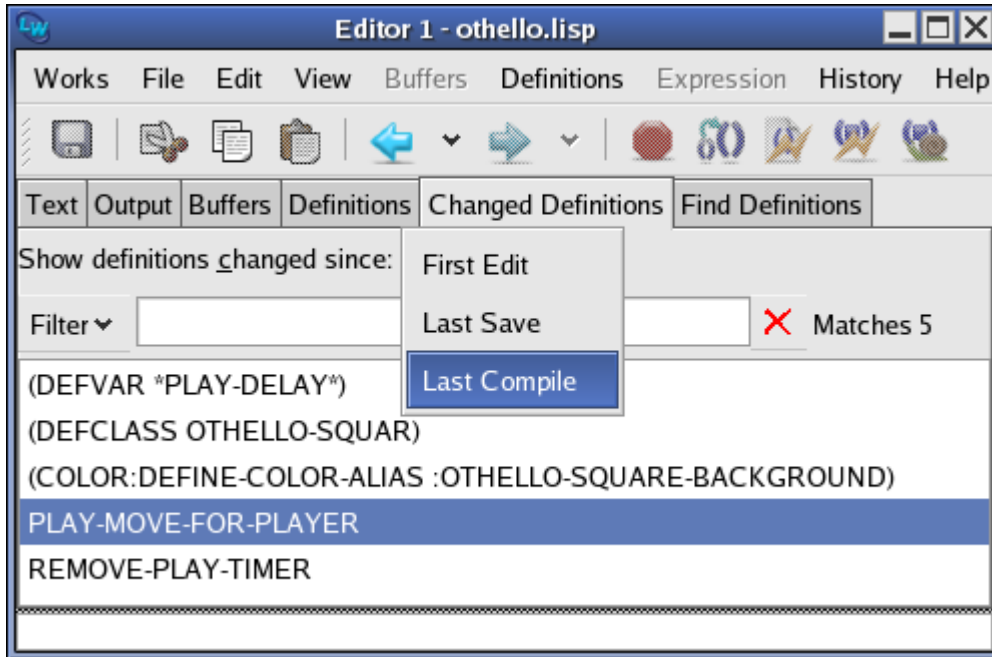 LW
Editor 1 - othello.lisp
Works File Edit View Buffers Definitions Expression History Help
Text Output Buffers Definitions Changed Definitions Find Definitions
Show definitions changed since:
First Edit
Last Save
Last Compile
Filter
Matches 5
(DEFVAR *PLAY-DELAY*)
(DEFCLASS OTHELLO-SQUAR)
(COLOR:DEFINE-COLOR-ALIAS :OTHELLO-SQUARE-BACKGROUND)
PLAY-MOVE-FOR-PLAYER
REMOVE-PLAY-TIMER